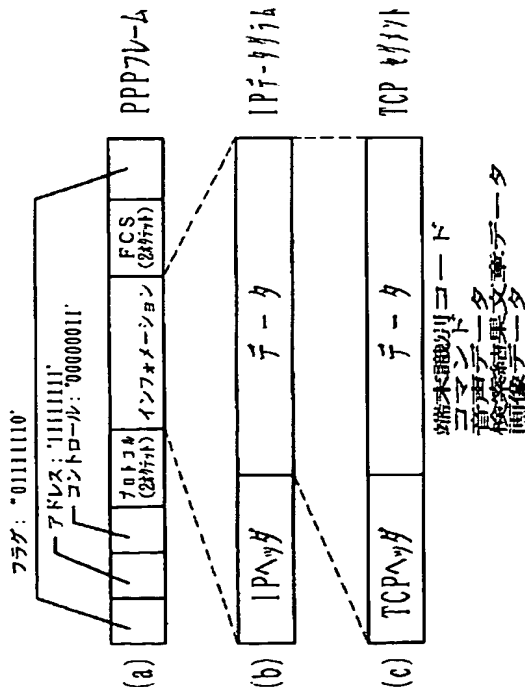 フラグ: "01111110'
アドレス: '11111111'
コントロール: '00000011'
(a)
プロトコル
(2オクテット)
インフォメーション
FCS
(2オクテット)
PPPフレーム
(b)
IPヘッダ
データ
IPデータグラム
(c)
TCPヘッダ
データ
TCP セグメント
端末識別コード
コマンド
音声データ
検索結果文章データ
画像データ